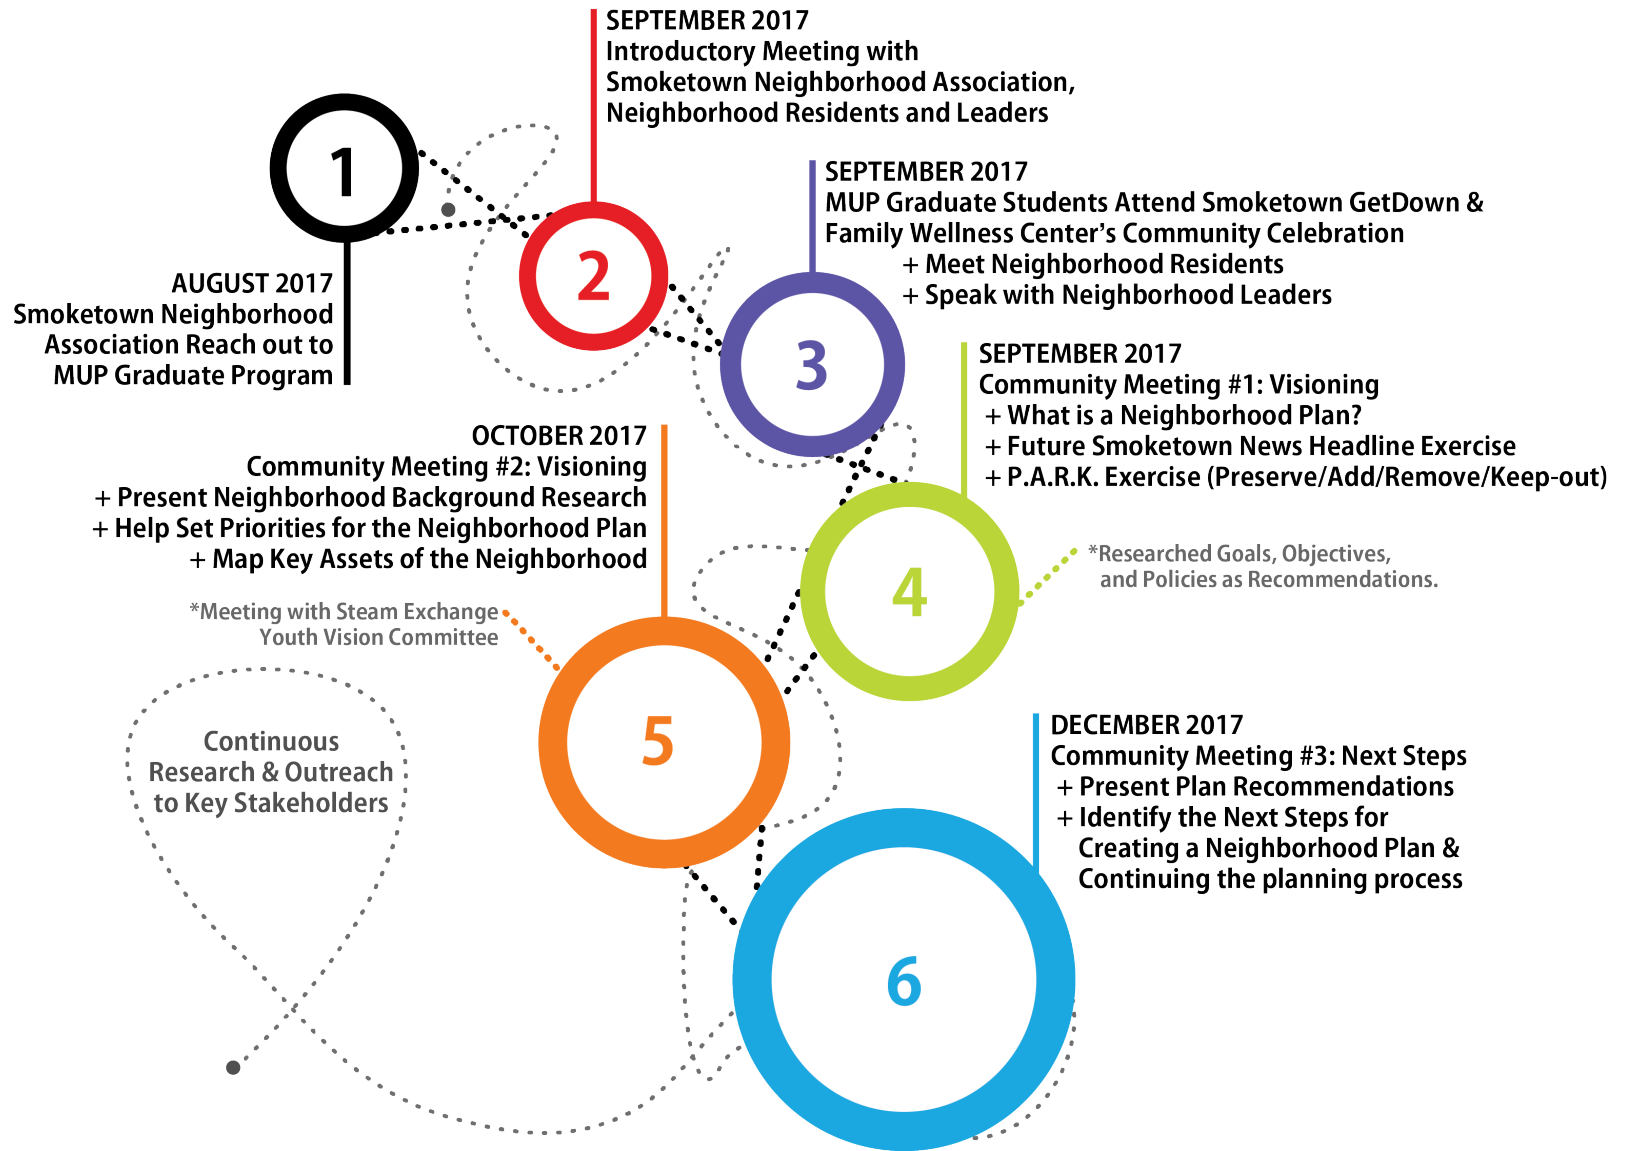 1
AUGUST 2017
Smoketown Neighborhood
Association Reach out to
MUP Graduate Program
SEPTEMBER 2017
Introductory Meeting with
Smoketown Neighborhood Association,
Neighborhood Residents and Leaders
2
SEPTEMBER 2017
MUP Graduate Students Attend Smoketown GetDown &
Family Wellness Center’s Community Celebration
+ Meet Neighborhood Residents
+ Speak with Neighborhood Leaders
3
SEPTEMBER 2017
Community Meeting #1: Visioning
+ What is a Neighborhood Plan?
+ Future Smoketown News Headline Exercise
+ P.A.R.K. Exercise (Preserve/Add/Remove/Keep-out)
4
*Researched Goals, Objectives,
and Policies as Recommendations.
OCTOBER 2017
Community Meeting #2: Visioning
+ Present Neighborhood Background Research
+ Help Set Priorities for the Neighborhood Plan
+ Map Key Assets of the Neighborhood
*Meeting with Steam Exchange
Youth Vision Committee
5
DECEMBER 2017
Community Meeting #3: Next Steps
+ Present Plan Recommendations
+ Identify the Next Steps for
Creating a Neighborhood Plan &
Continuing the planning process
6
Continuous
Research & Outreach
to Key Stakeholders